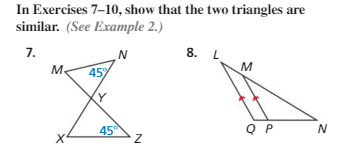 In Exercises 7–10, show that the two triangles are
similar. (See Example 2.)
7. 8.
N L
M 45° M
Y
45°
X Z Q P N